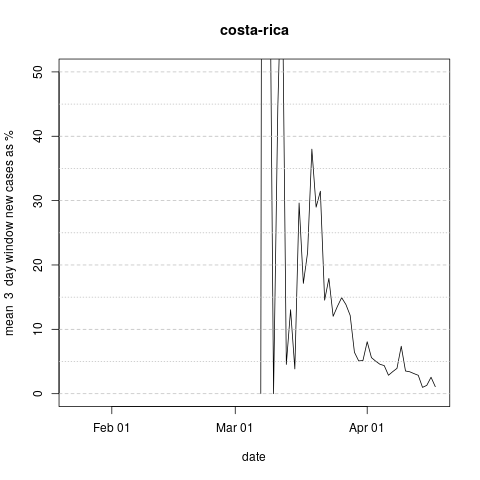 costa-rica
mean 3 day window new cases as %
50
40
30
20
10
0
Feb 01
Mar 01
Apr 01
date